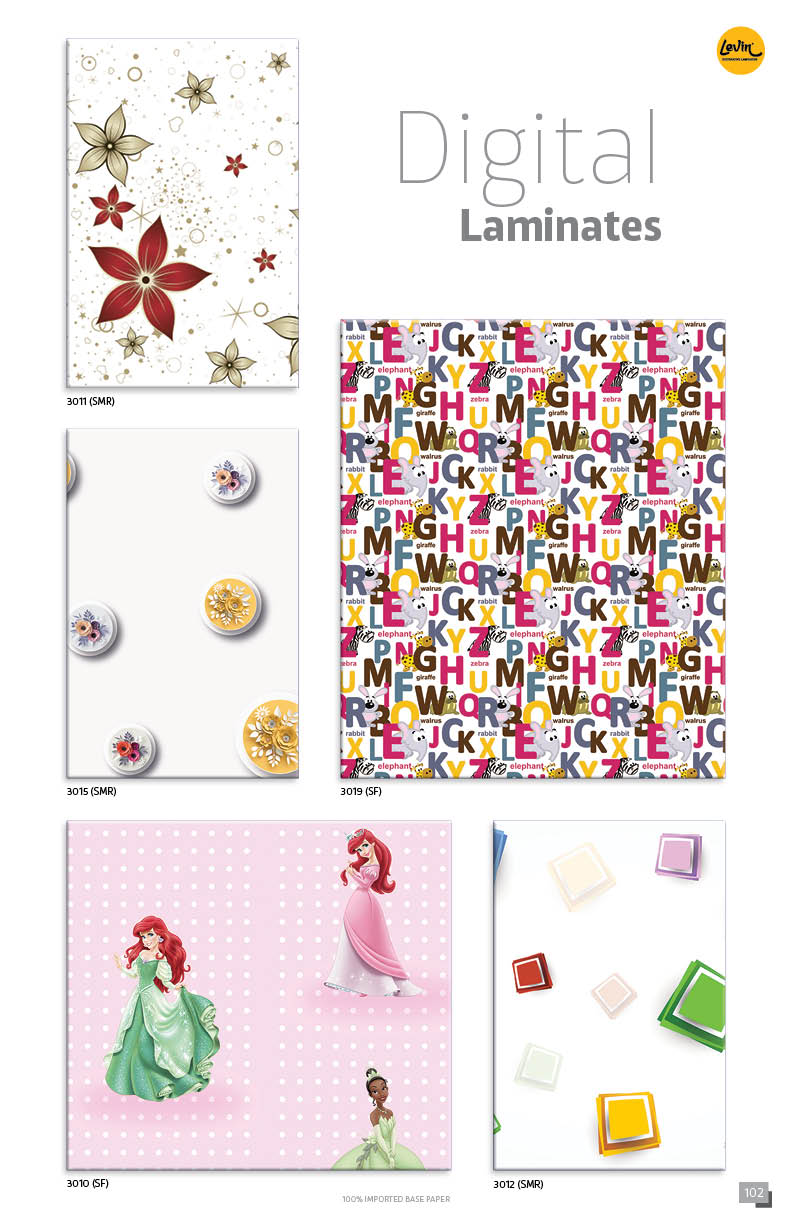 Levin
DECORATIVE LAMINATES
Digital
Laminates
3011 (SMR)
walrus
rabbit
elephant
zebra
giraffe
3015 (SMR)
3019 (SF)
3010 (SF)
3012 (SMR)
100% IMPORTED BASE PAPER
102